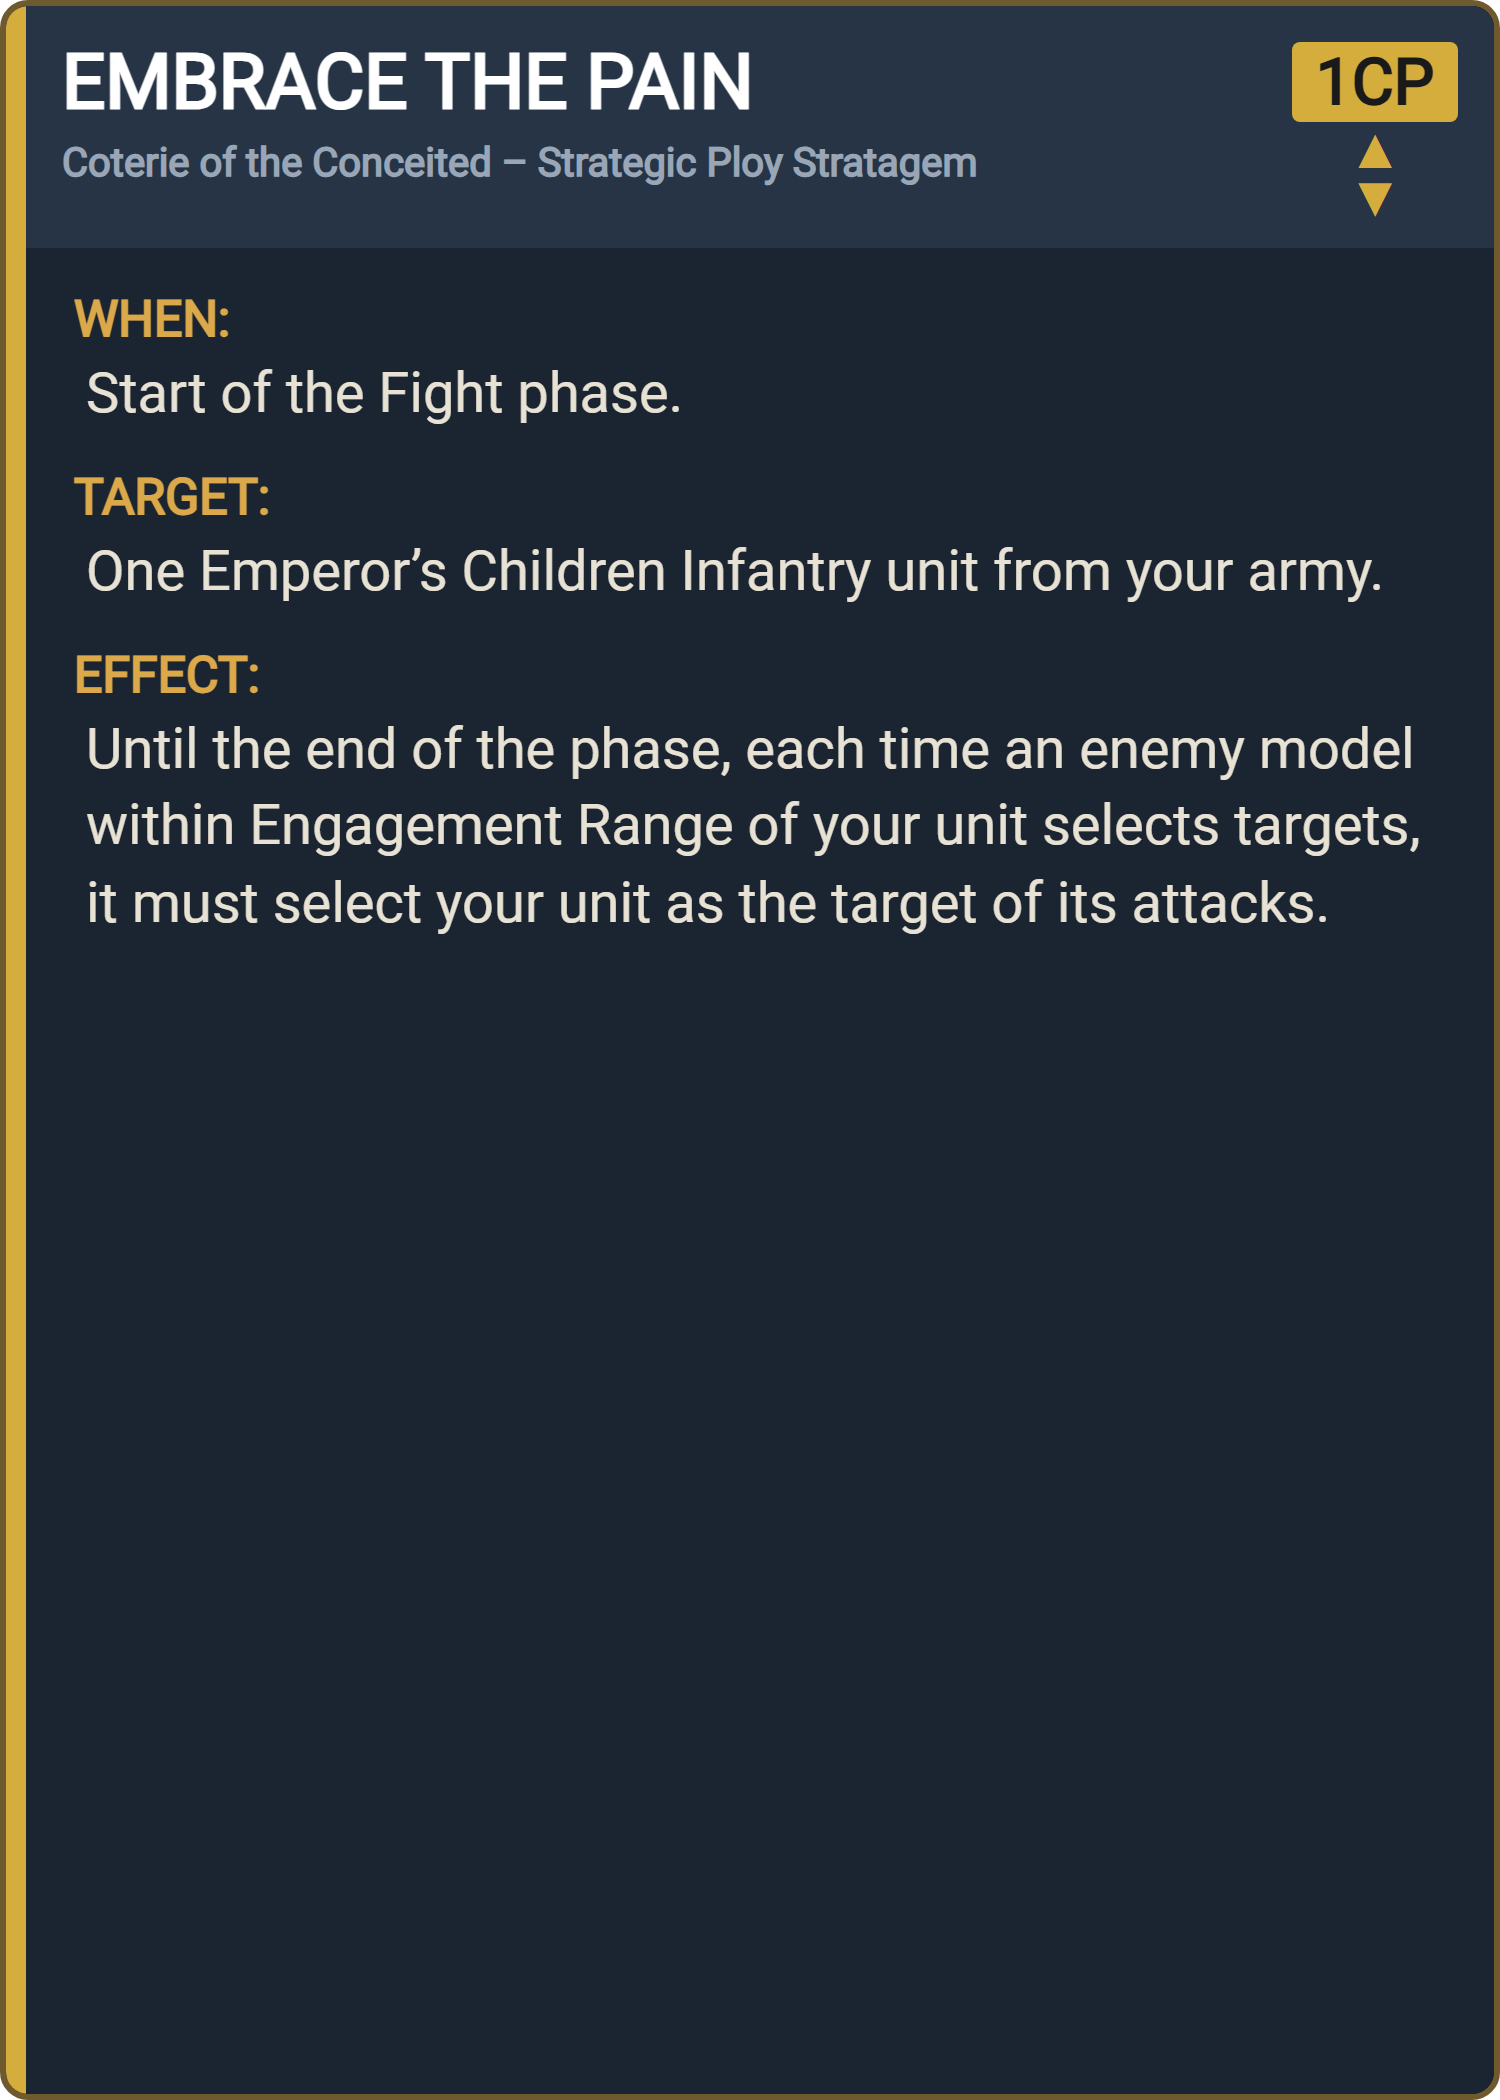 EMBRACE THE PAIN
1CP
Coterie of the Conceited – Strategic Ploy Stratagem
WHEN:
Start of the Fight phase.
TARGET:
One Emperor’s Children Infantry unit from your army.
EFFECT:
Until the end of the phase, each time an enemy model
within Engagement Range of your unit selects targets,
it must select your unit as the target of its attacks.